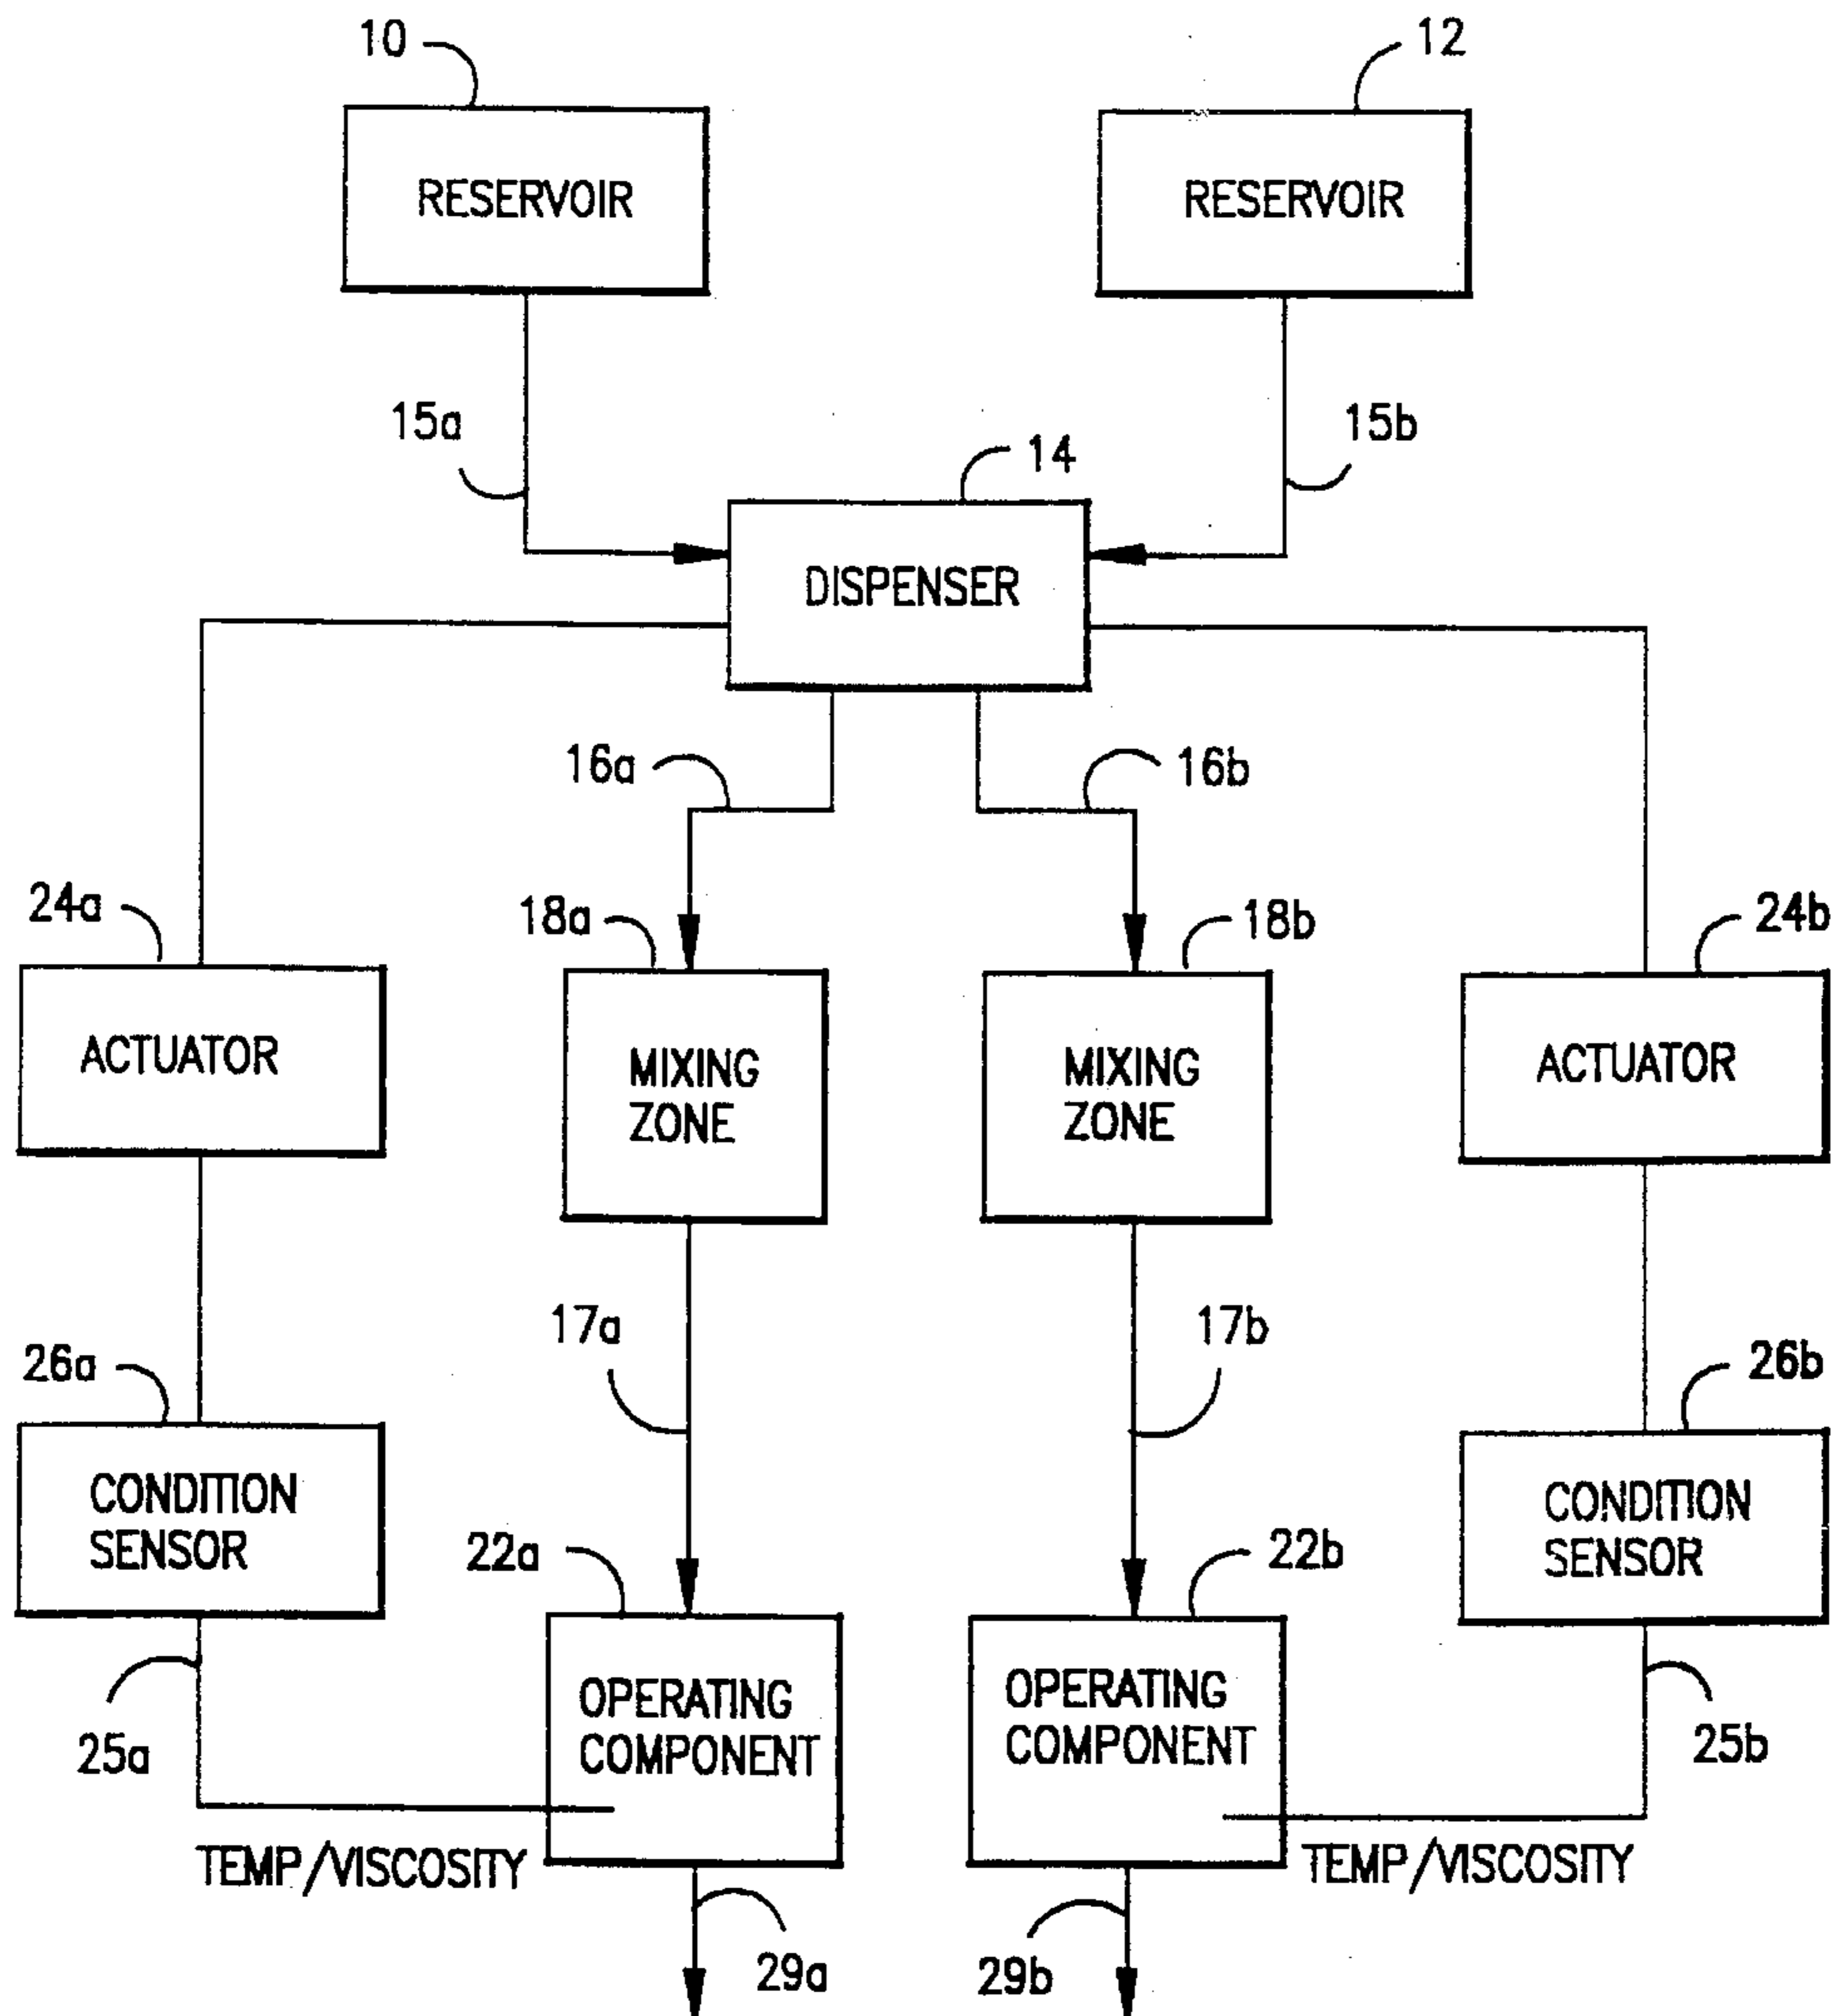 10
12
RESERVOIR
RESERVOIR
15a
15b
14
DISPENSER
16a
16b
24a
18a
18b
24b
ACTUATOR
MIXING
ZONE
MIXING
ZONE
ACTUATOR
17a
17b
26a
26b
CONDITION
SENSOR
CONDITION
SENSOR
22a
22b
OPERATING
COMPONENT
OPERATING
COMPONENT
25a
25b
TEMP/VISCOSITY
TEMP/VISCOSITY
29a
29b